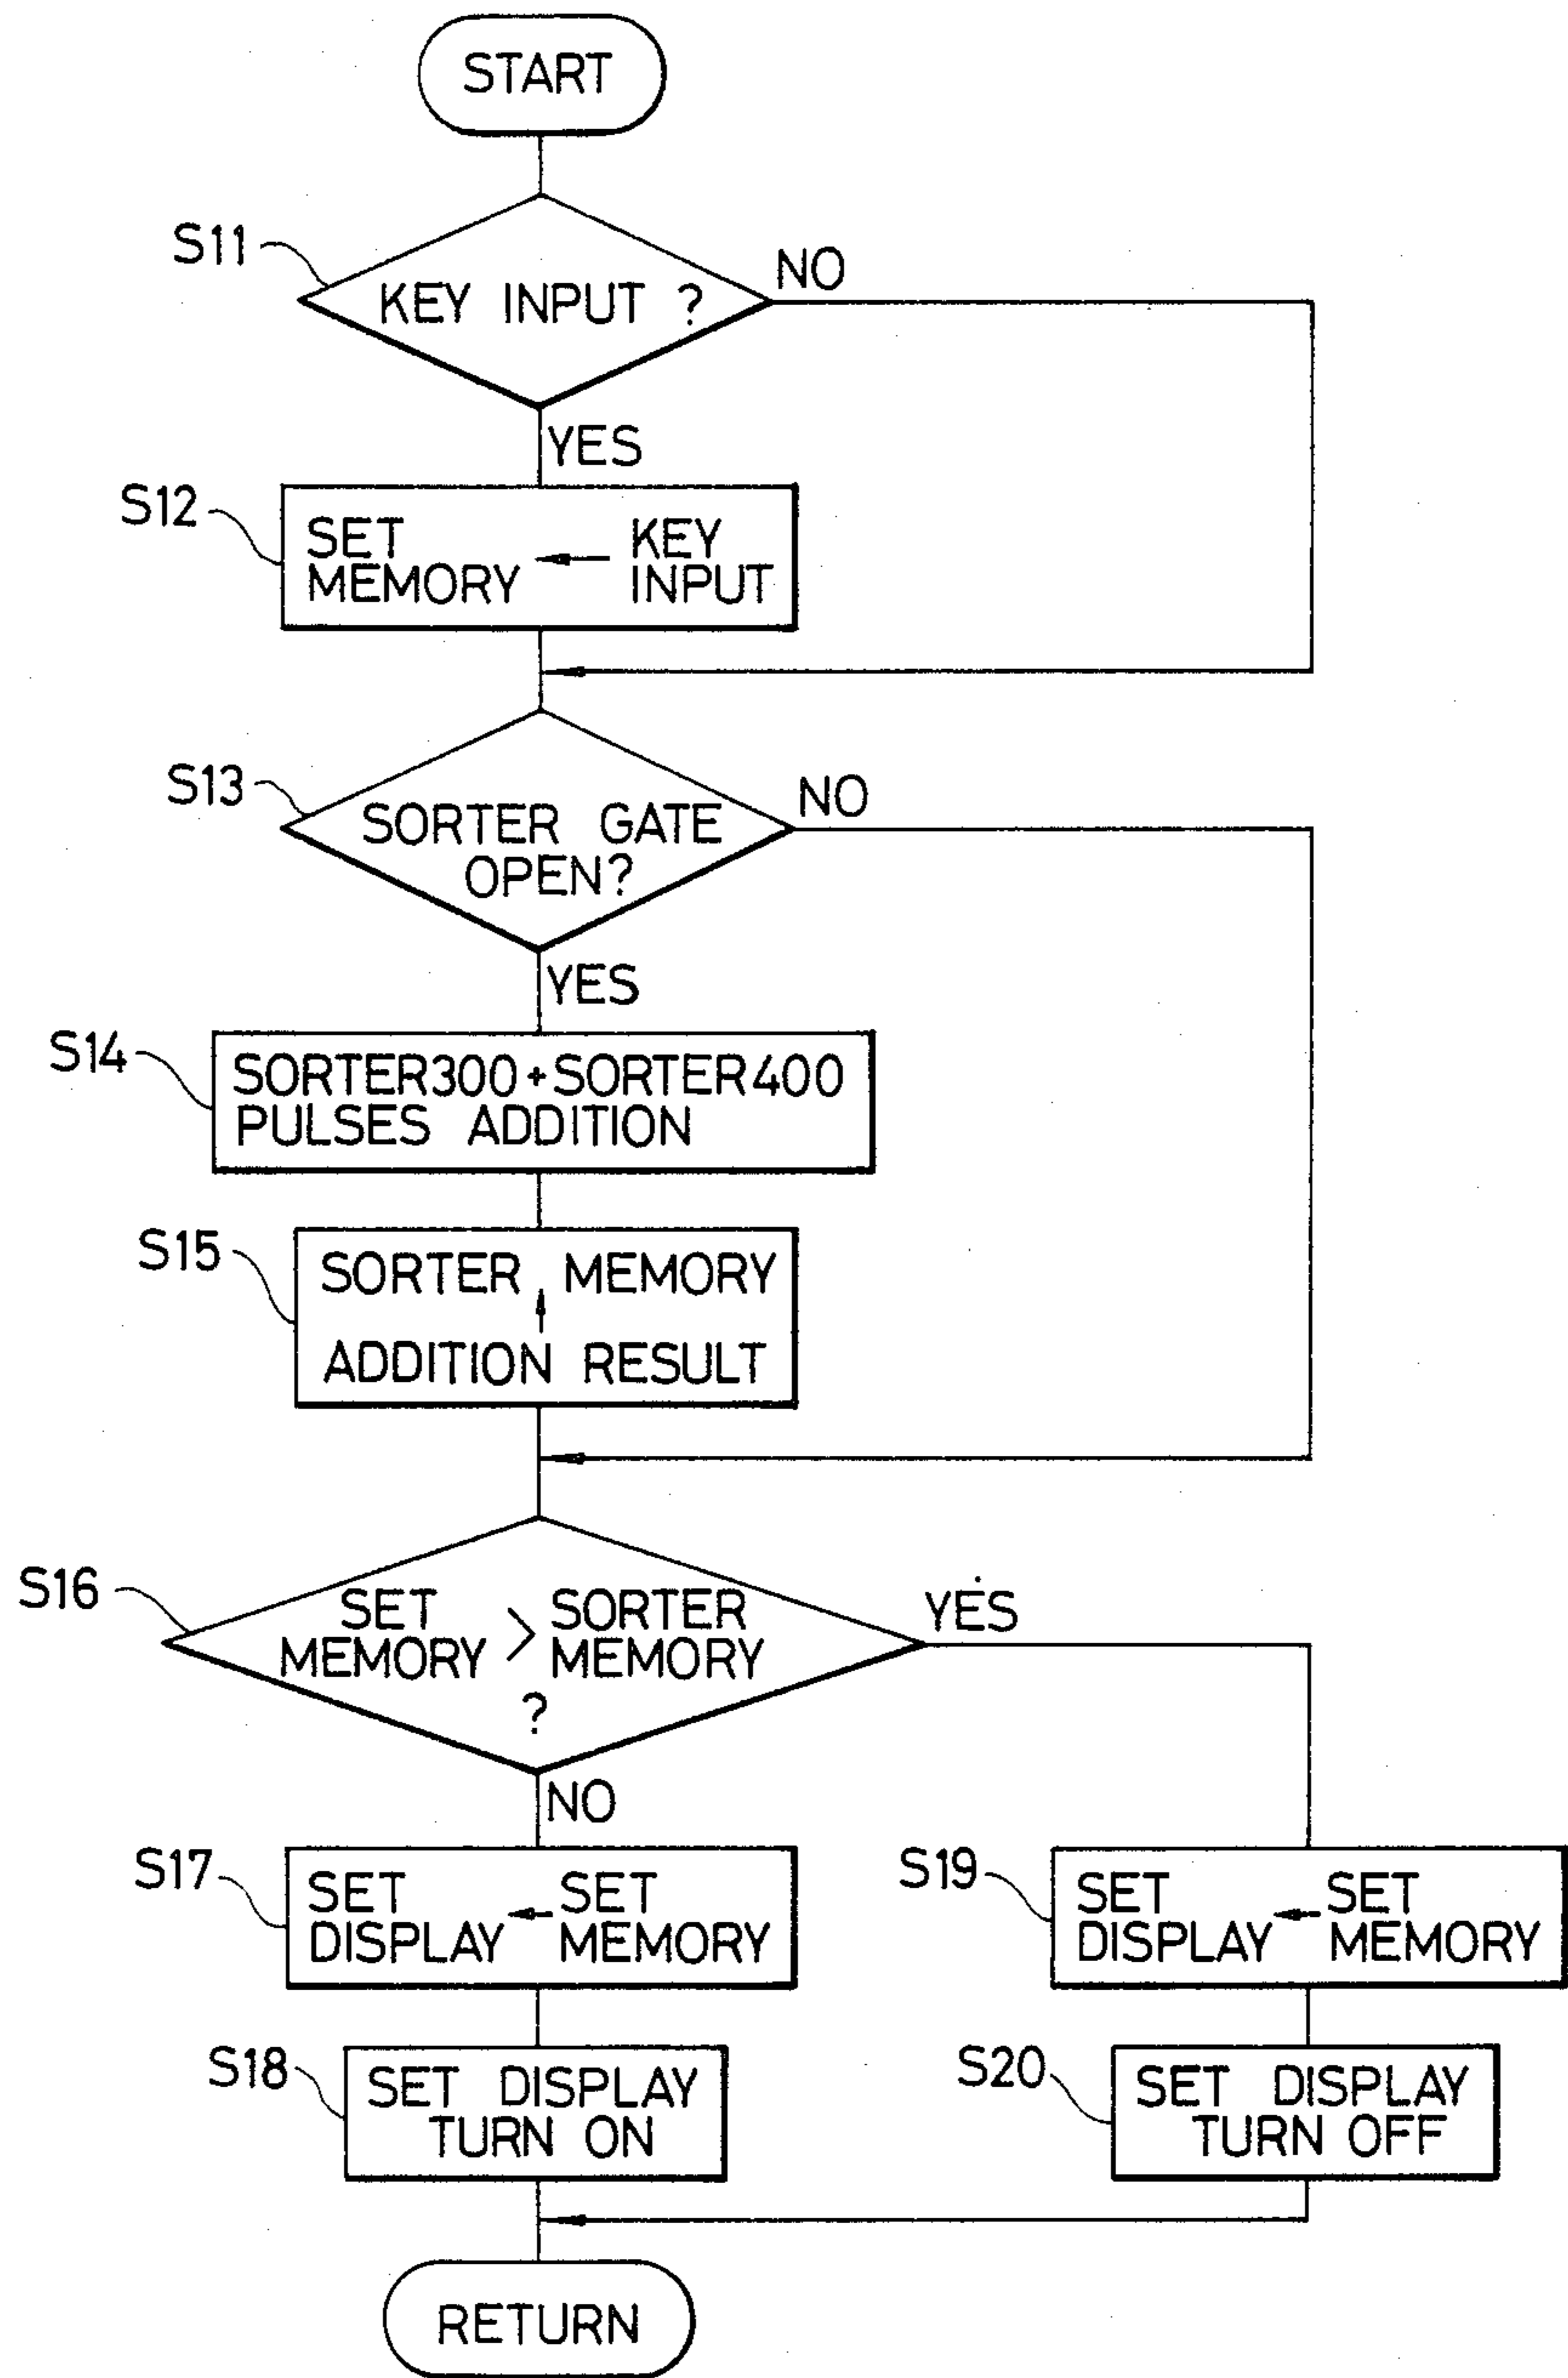 START
S11
KEY INPUT ?
NO
YES
S12
SET MEMORY ← KEY INPUT
S13
SORTER GATE
OPEN?
NO
YES
S14
SORTER300+SORTER400
PULSES ADDITION
S15
SORTER MEMORY
↑
ADDITION RESULT
S16
SET MEMORY > SORTER MEMORY
?
YES
NO
S17
SET DISPLAY ← SET MEMORY
S19
SET DISPLAY ← SET MEMORY
S18
SET DISPLAY
TURN ON
S20
SET DISPLAY
TURN OFF
RETURN